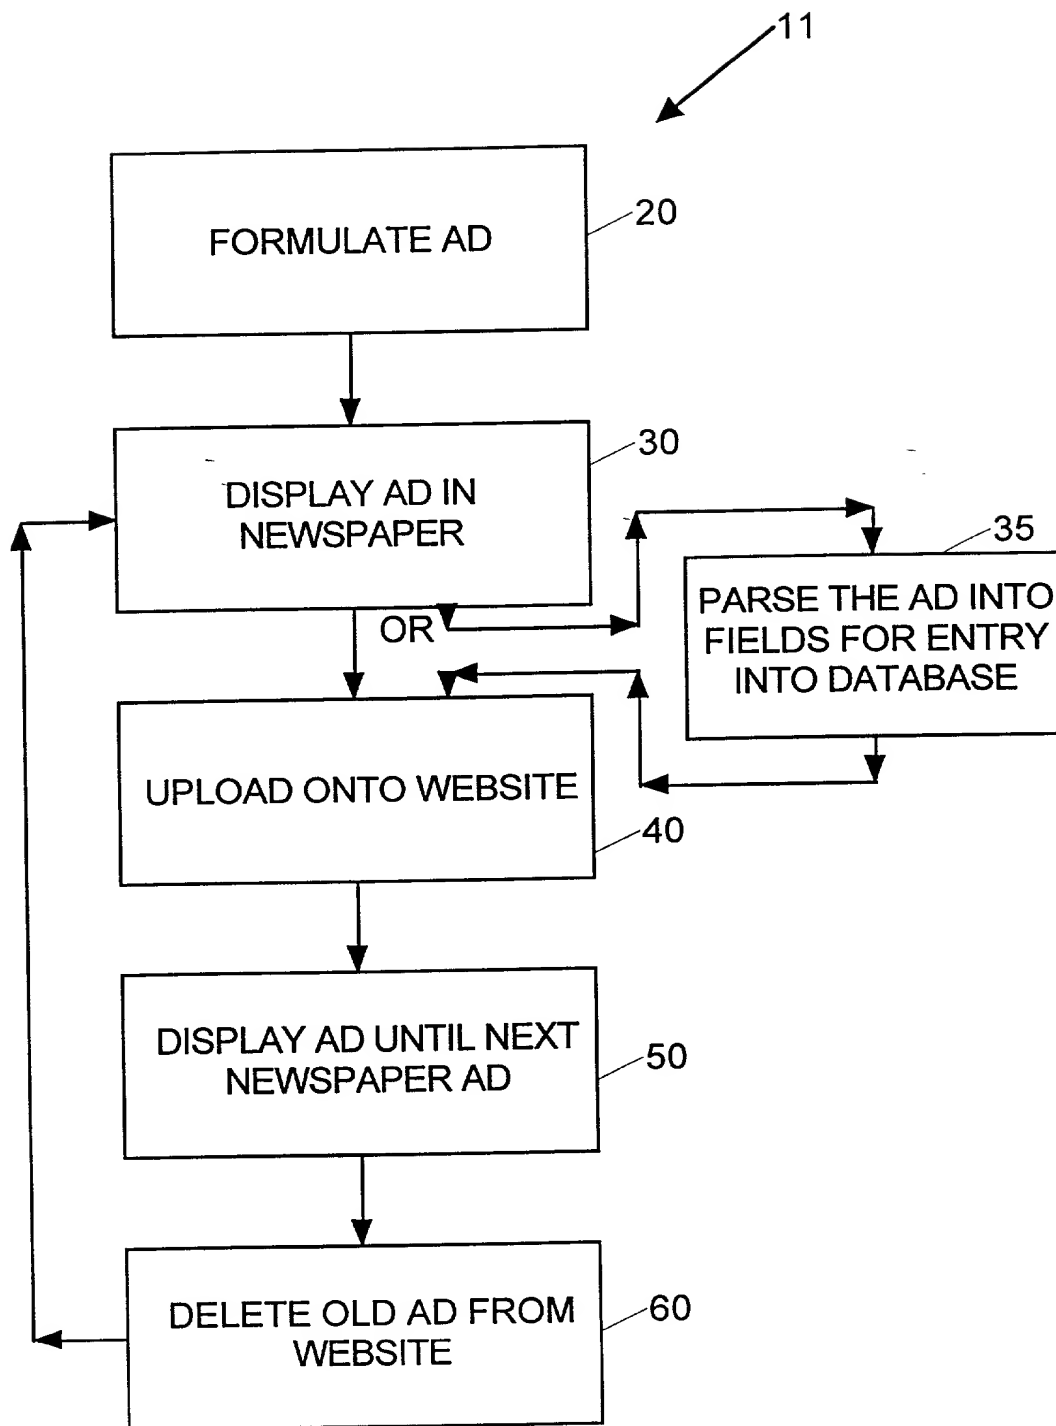 11
FORMULATE AD
20
DISPLAY AD IN
NEWSPAPER
30
OR
35
PARSE THE AD INTO
FIELDS FOR ENTRY
INTO DATABASE
UPLOAD ONTO WEBSITE
40
DISPLAY AD UNTIL NEXT
NEWSPAPER AD
50
DELETE OLD AD FROM
WEBSITE
60